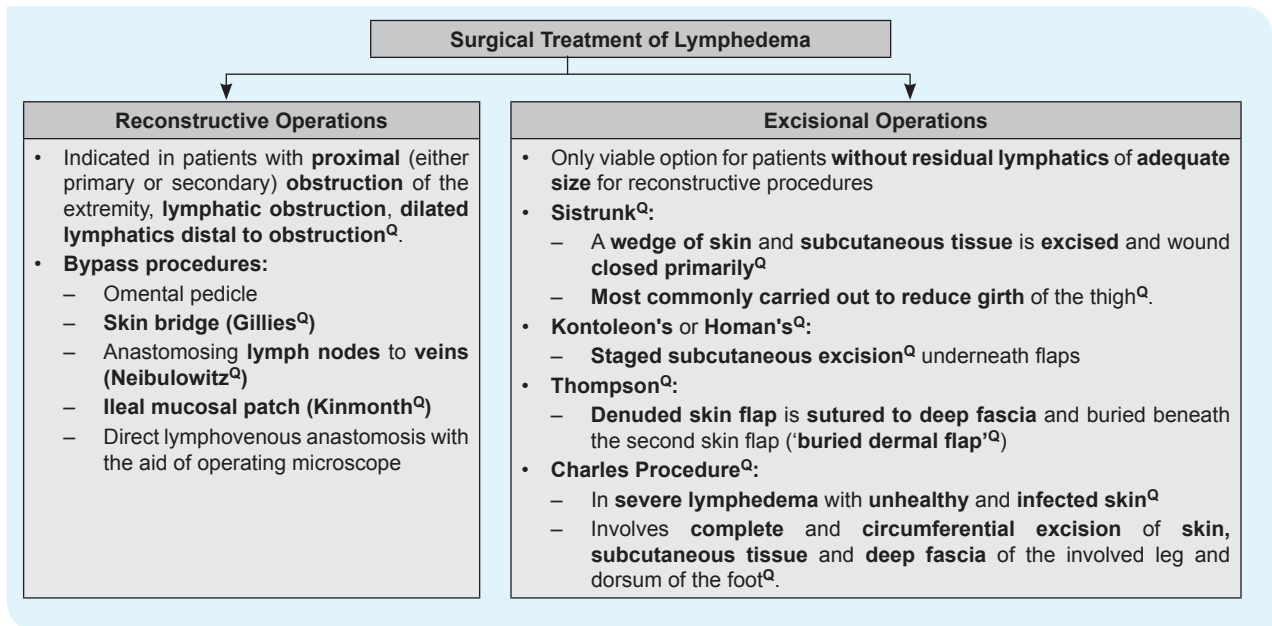 Surgical Treatment of Lymphedema
Reconstructive Operations
• Indicated in patients with proximal (either
primary or secondary) obstruction of the
extremity, lymphatic obstruction, dilated
lymphatics distal to obstructionQ.
• Bypass procedures:
– Omental pedicle
– Skin bridge (GilliesQ)
– Anastomosing lymph nodes to veins
(NeibulowitzQ)
– Ileal mucosal patch (KinmonthQ)
– Direct lymphovenous anastomosis with
the aid of operating microscope
Excisional Operations
• Only viable option for patients without residual lymphatics of adequate
size for reconstructive procedures
• SistrunkQ:
– A wedge of skin and subcutaneous tissue is excised and wound
closed primarilyQ
– Most commonly carried out to reduce girth of the thighQ.
• Kontoleon's or Homan'sQ:
– Staged subcutaneous excisionQ underneath flaps
• ThompsonQ:
– Denuded skin flap is sutured to deep fascia and buried beneath
the second skin flap (‘buried dermal flap’Q)
• Charles ProcedureQ:
– In severe lymphedema with unhealthy and infected skinQ
– Involves complete and circumferential excision of skin,
subcutaneous tissue and deep fascia of the involved leg and
dorsum of the footQ.